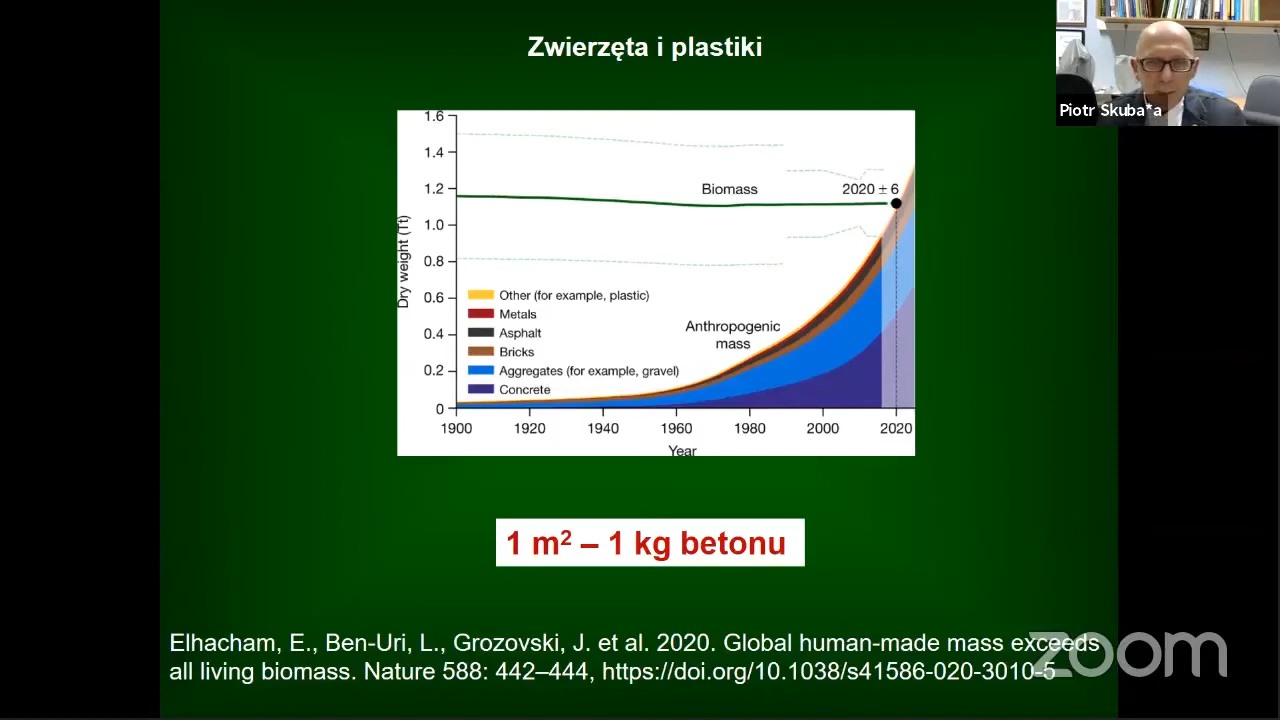 Zwierzęta i plastiki
Piotr Skuba*a
1.6
1.4
1.2
1.0
0.8
0.6
0.4
0.2
0
Dry weight (Tt)
Biomass
2020 ± 6
Other (for example, plastic)
Metals
Asphalt
Bricks
Aggregates (for example, gravel)
Concrete
Anthropogenic
mass
1900 1920 1940 1960 1980 2000 2020
Year
1 m² – 1 kg betonu
Elhacham, E., Ben-Uri, L., Grozovski, J. et al. 2020. Global human-made mass exceeds
all living biomass. Nature 588: 442–444, https://doi.org/10.1038/s41586-020-3010-5
zoom